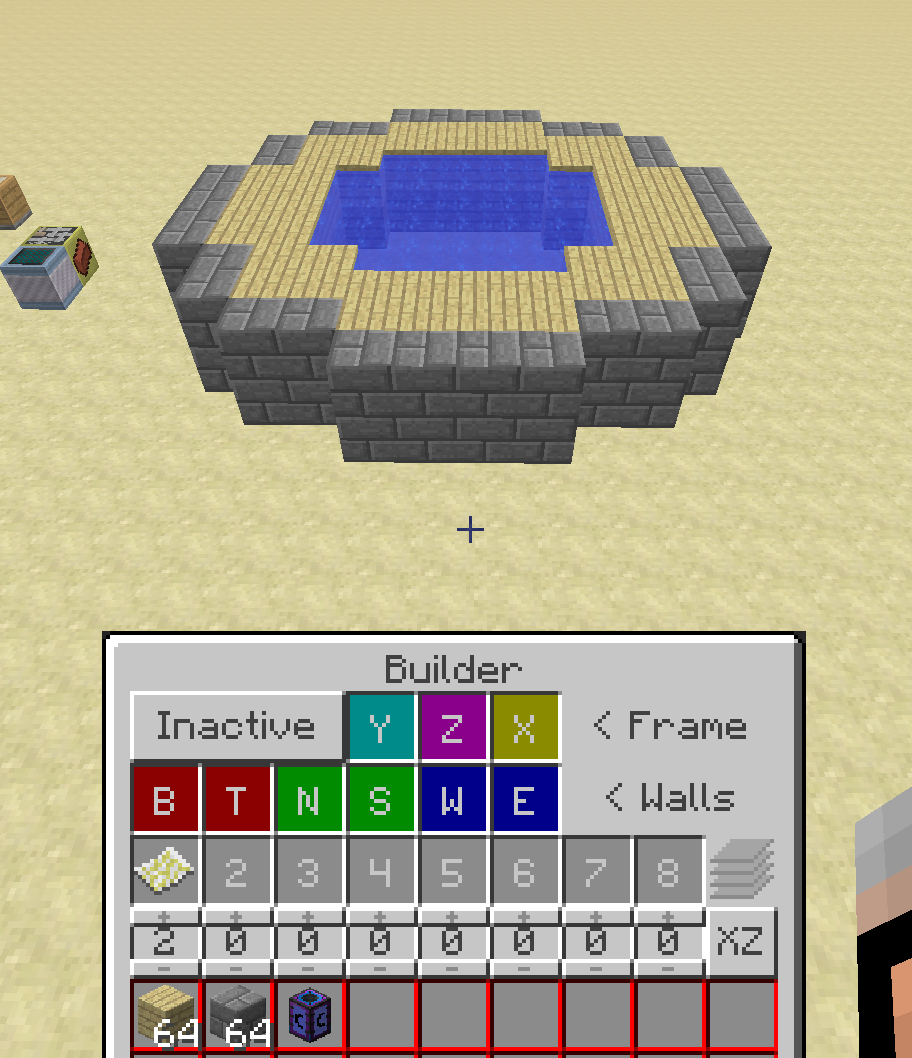 Builder
Inactive Y Z X < Frame
B T N S W E < Walls
2 3 4 5 6 7 8
+ + + + + + + +
2 0 0 0 0 0 0 0 XZ
- - - - - - - -
64 64